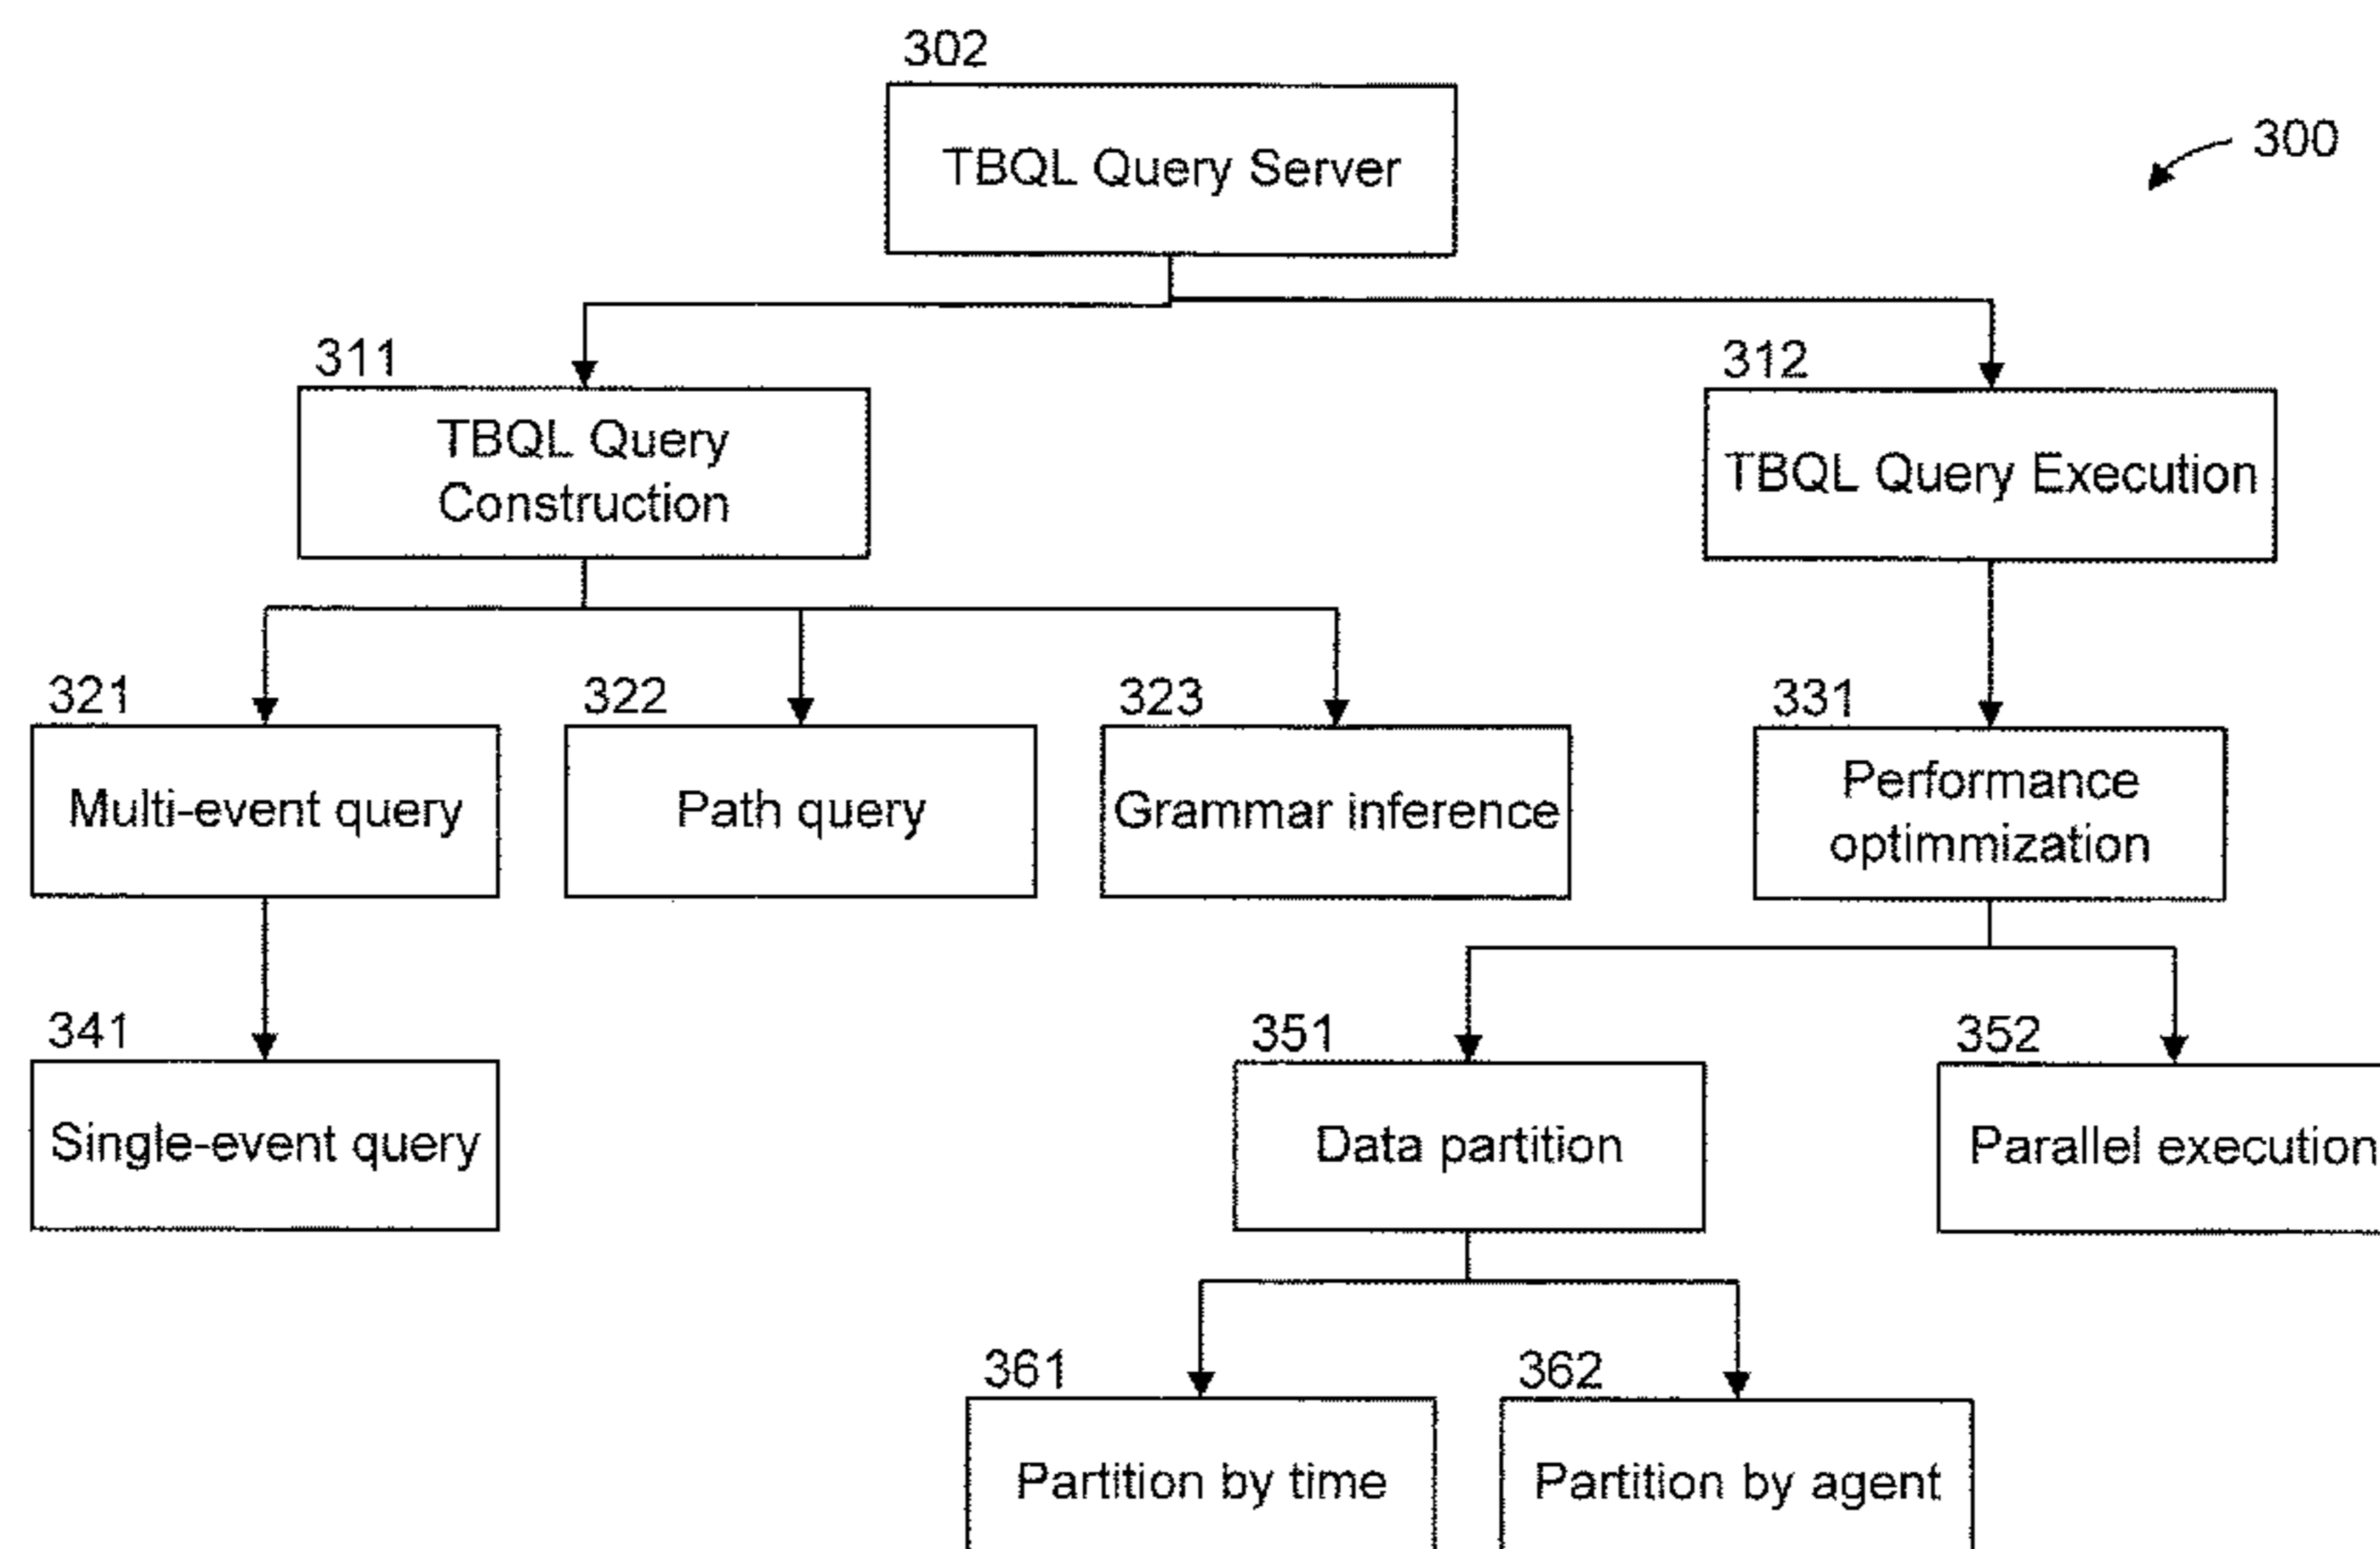 302
TBQL Query Server
300
311
TBQL Query
Construction
312
TBQL Query Execution
321
Multi-event query
322
Path query
323
Grammar inference
331
Performance
optimmization
341
Single-event query
351
Data partition
352
Parallel execution
361
Partition by time
362
Partition by agent